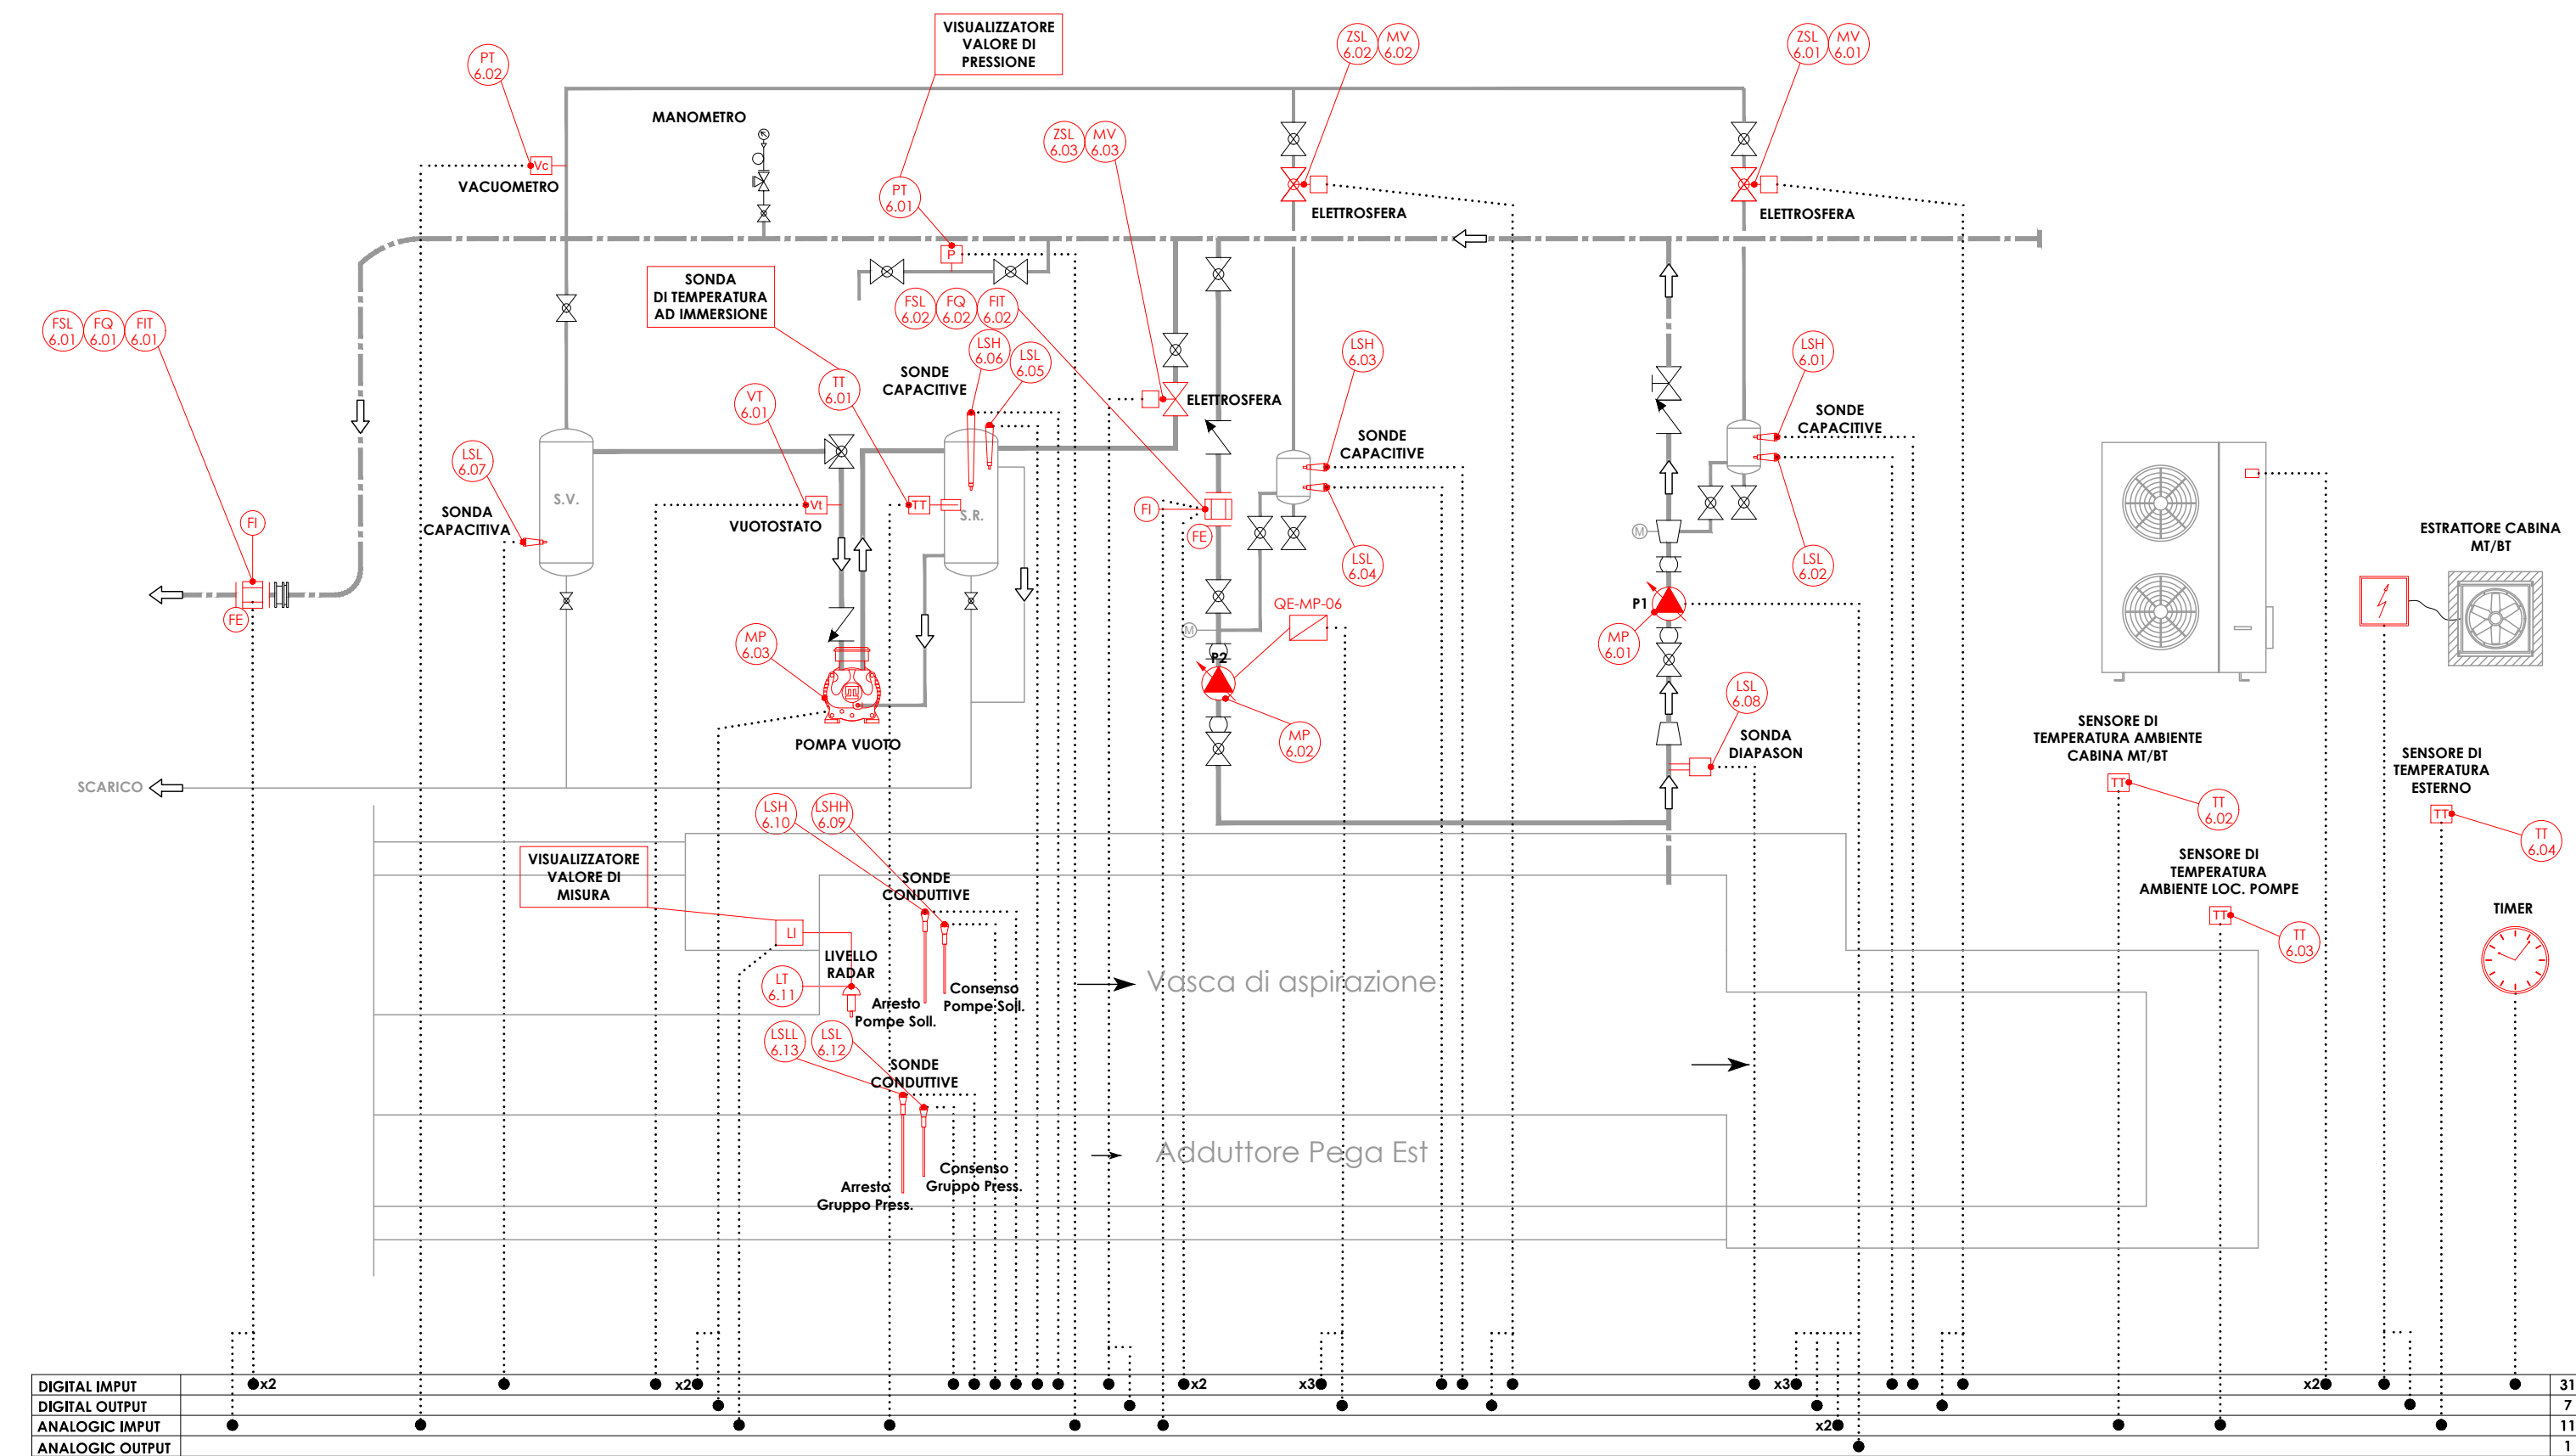 VISUALIZZATORE
VALORE DI
PRESSIONE
PT
6.02
ZSL
6.02
MV
6.02
ZSL
6.01
MV
6.01
MANOMETRO
ZSL
6.03
MV
6.03
Vc
VACUOMETRO
PT
6.01
ELETTROSFERA
ELETTROSFERA
P
SONDA
DI TEMPERATURA
AD IMMERSIONE
FSL
6.02
FQ
6.02
FIT
6.02
FSL
6.01
FQ
6.01
FIT
6.01
LSH
6.06
LSL
6.05
LSH
6.03
LSH
6.01
SONDE
CAPACITIVE
TT
6.01
VT
6.01
ELETTROSFERA
SONDE
CAPACITIVE
SONDE
CAPACITIVE
LSL
6.07
S.V.
Vt
TT
S.R.
SONDA
CAPACITIVA
VUOTOSTATO
FI
FI
FE
M
LSL
6.04
LSL
6.02
ESTRATTORE CABINA
MT/BT
FE
QE-MP-06
P1
M
MP
6.03
P2
MP
6.01
POMPA VUOTO
MP
6.02
LSL
6.08
SONDA
DIAPASON
SENSORE DI
TEMPERATURA AMBIENTE
CABINA MT/BT
TT
TT
6.02
SENSORE DI
TEMPERATURA
ESTERNO
TT
TT
6.04
SCARICO
LSH
6.10
LSHH
6.09
VISUALIZZATORE
VALORE DI
MISURA
SONDE
CONDUTTIVE
SENSORE DI
TEMPERATURA
AMBIENTE LOC. POMPE
TT
TT
6.03
TIMER
LI
LIVELLO
RADAR
LT
6.11
Arresto
Pompe Soll.
Consenso
Pompe Soll.
Vasca di aspirazione
LSLL
6.13
LSL
6.12
SONDE
CONDUTTIVE
Adduttore Pega Est
Consenso
Gruppo Press.
Arresto
Gruppo Press.
DIGITAL IMPUT x2 x2 x2 x3 x3 x2 31
DIGITAL OUTPUT 7
ANALOGIC IMPUT x2 11
ANALOGIC OUTPUT 1